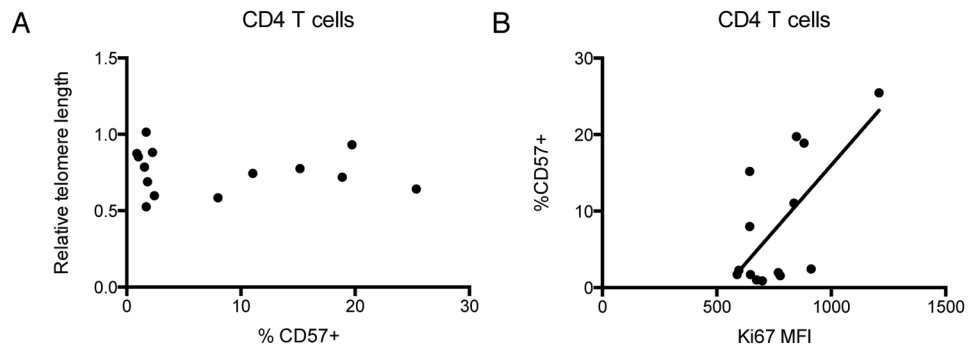 A
CD4 T cells
Relative telomere length
1.5
1.0
0.5
0.0
0 10 20 30
% CD57+
B
CD4 T cells
%CD57+
30
20
10
0
0 500 1000 1500
Ki67 MFI